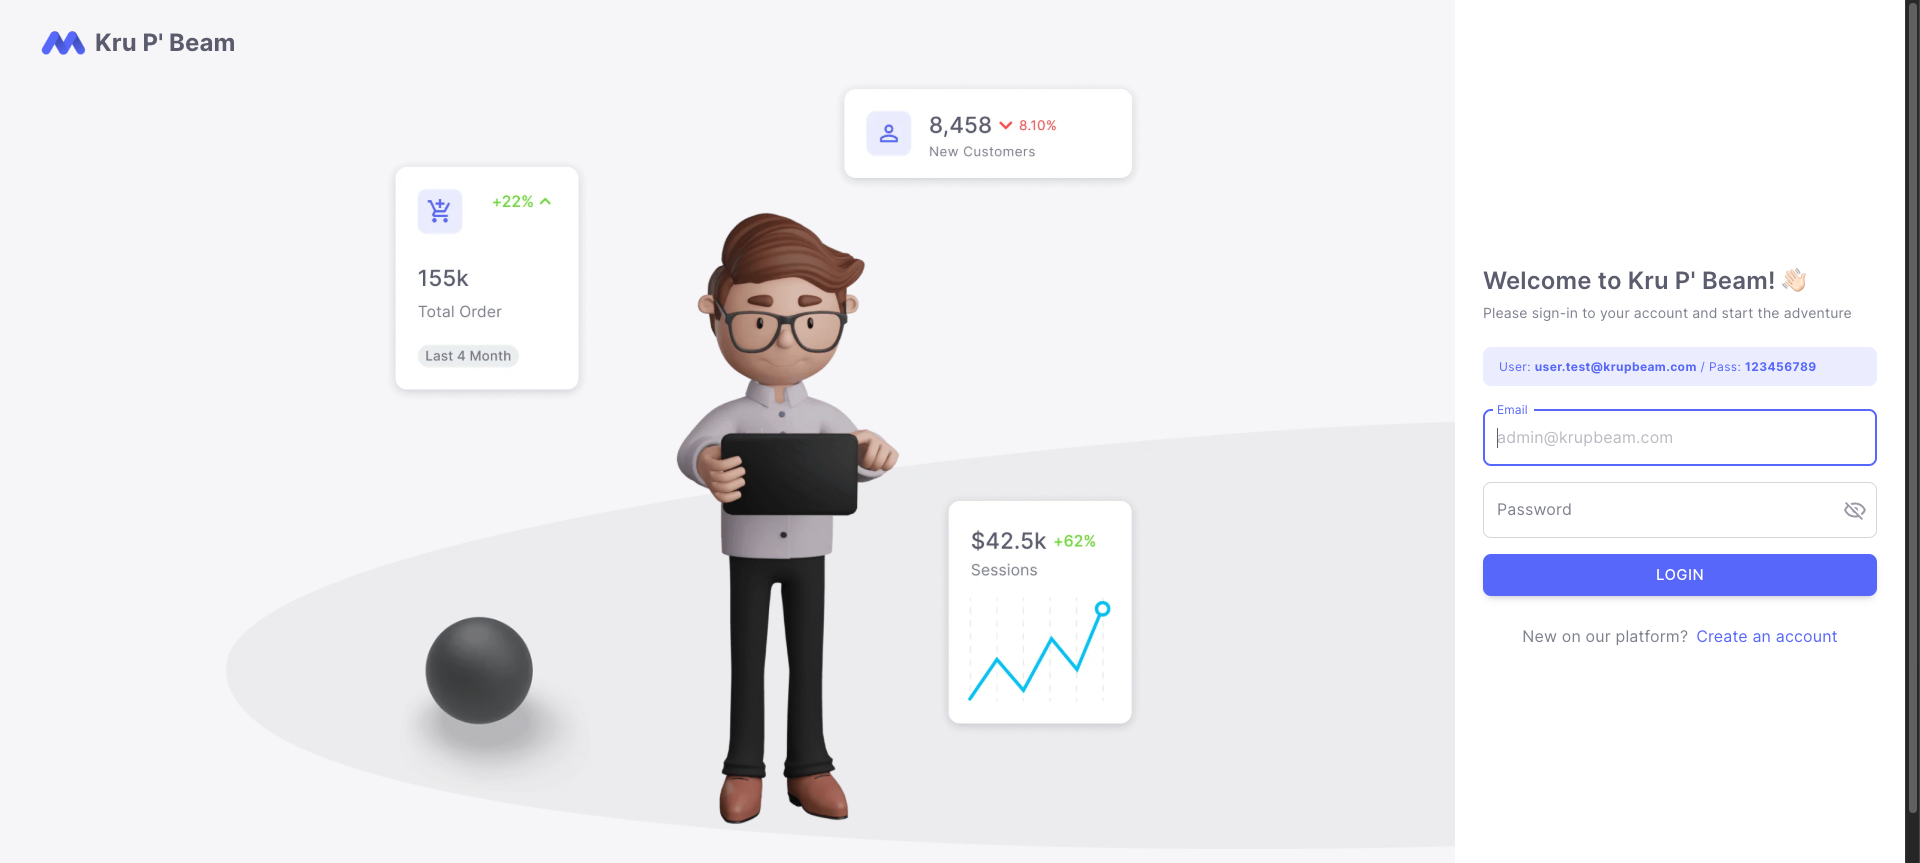 Kru P' Beam
8,458 8.10%
New Customers
+22%
155k
Total Order
Last 4 Month
$42.5k +62%
Sessions
Welcome to Kru P' Beam! 👋🏻
Please sign-in to your account and start the adventure
User: user.test@krupbeam.com / Pass: 123456789
Email
admin@krupbeam.com
Password
LOGIN
New on our platform? Create an account